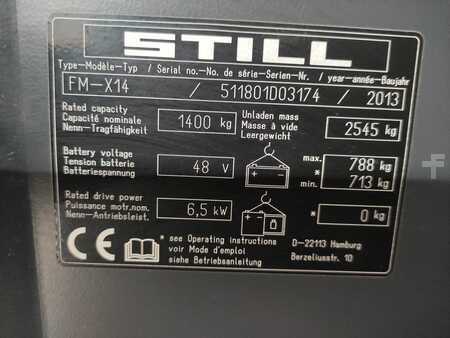 STILL
Type-Modèle-Typ / Serial no.-No. de série-Serien-Nr. / year-année-Baujahr
FM-X14 / 511801D03174 / 2013
Rated capacity
Capacité nominale
Nenn-Tragfähigkeit
1400 kg
Unladen mass
Masse à vide
Leergewicht
2545 kg
Battery voltage
Tension batterie
Batteriespannung
48 V
max. 788 kg
*
min. 713 kg
Rated drive power
Puissance motr.nom.
Nenn-Antriebsleist.
6,5 kW
* 0 kg
CE
* see Operating instructions
voir Mode d'emploi
siehe Betriebsanleitung
D-22113 Hamburg
Berzeliusstr. 10